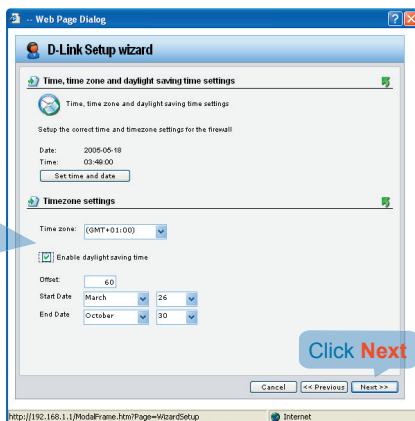 -- Web Page Dialog
D-Link Setup wizard
Time, time zone and daylight saving time settings
Time, time zone and daylight saving time settings
Setup the correct time and timezone settings for the firewall
Date: 2005-05-18
Time: 03:49:00
Set time and date
Timezone settings
Time zone: (GMT+01:00)
Enable daylight saving time
Offset: 60
Start Date March 26
End Date October 30
Click Next
Cancel << Previous Next >>
http://192.168.1.1/ModalFrame.htm?Page=WizardSetup Internet